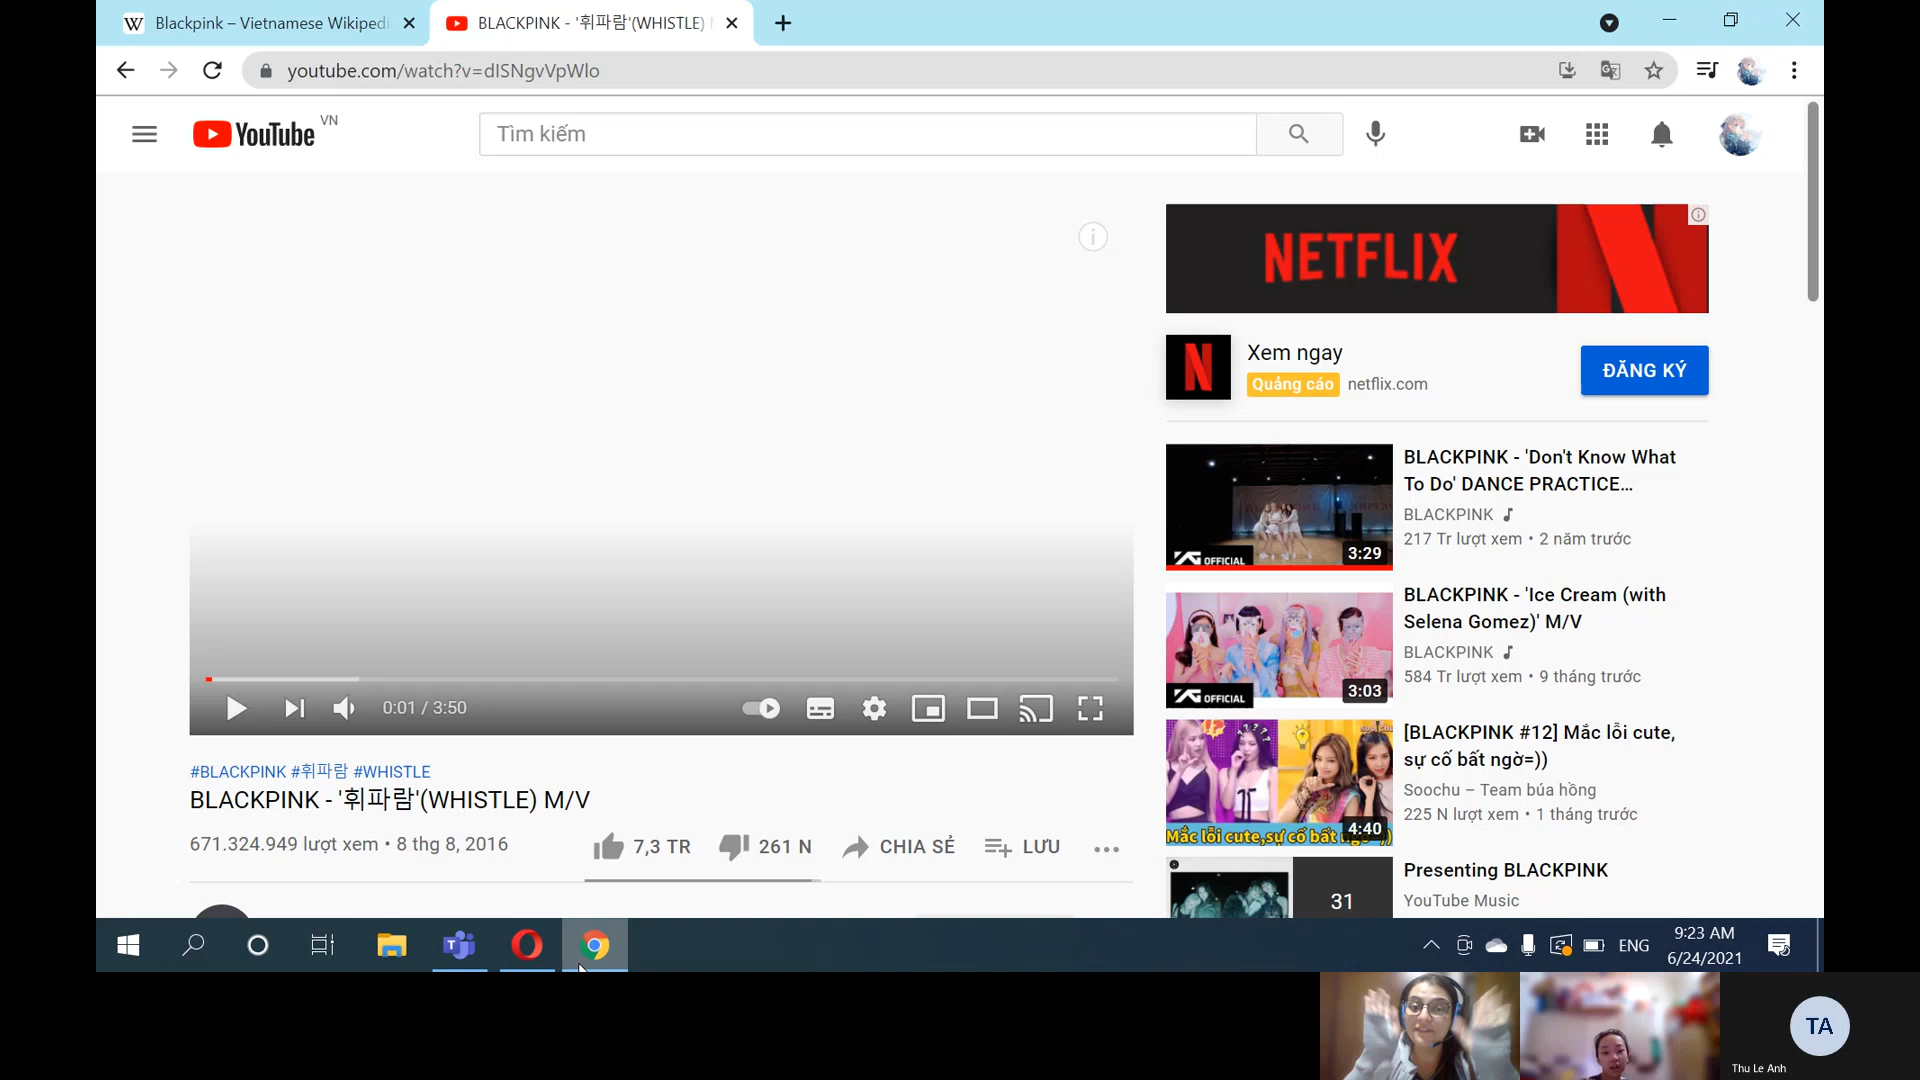 Blackpink – Vietnamese Wikiped
BLACKPINK - '휘파람'(WHISTLE)
youtube.com/watch?v=dISNgvVpWlo
YouTube VN
Tìm kiếm
NETFLIX
Xem ngay
Quảng cáo netflix.com
ĐĂNG KÝ
BLACKPINK - 'Don't Know What
To Do' DANCE PRACTICE...
BLACKPINK
217 Tr lượt xem • 2 năm trước
OFFICIAL
3:29
BLACKPINK - 'Ice Cream (with
Selena Gomez)' M/V
BLACKPINK
584 Tr lượt xem • 9 tháng trước
OFFICIAL
3:03
[BLACKPINK #12] Mắc lỗi cute,
sự cố bất ngờ=))
Soochu – Team búa hồng
225 N lượt xem • 1 tháng trước
Mắc lỗi cute,sự cố bất
4:40
Presenting BLACKPINK
YouTube Music
31
0:01 / 3:50
#BLACKPINK #휘파람 #WHISTLE
BLACKPINK - '휘파람'(WHISTLE) M/V
671.324.949 lượt xem • 8 thg 8, 2016
7,3 TR
261 N
CHIA SẺ
LƯU
ENG
9:23 AM
6/24/2021
TA
Thu Le Anh